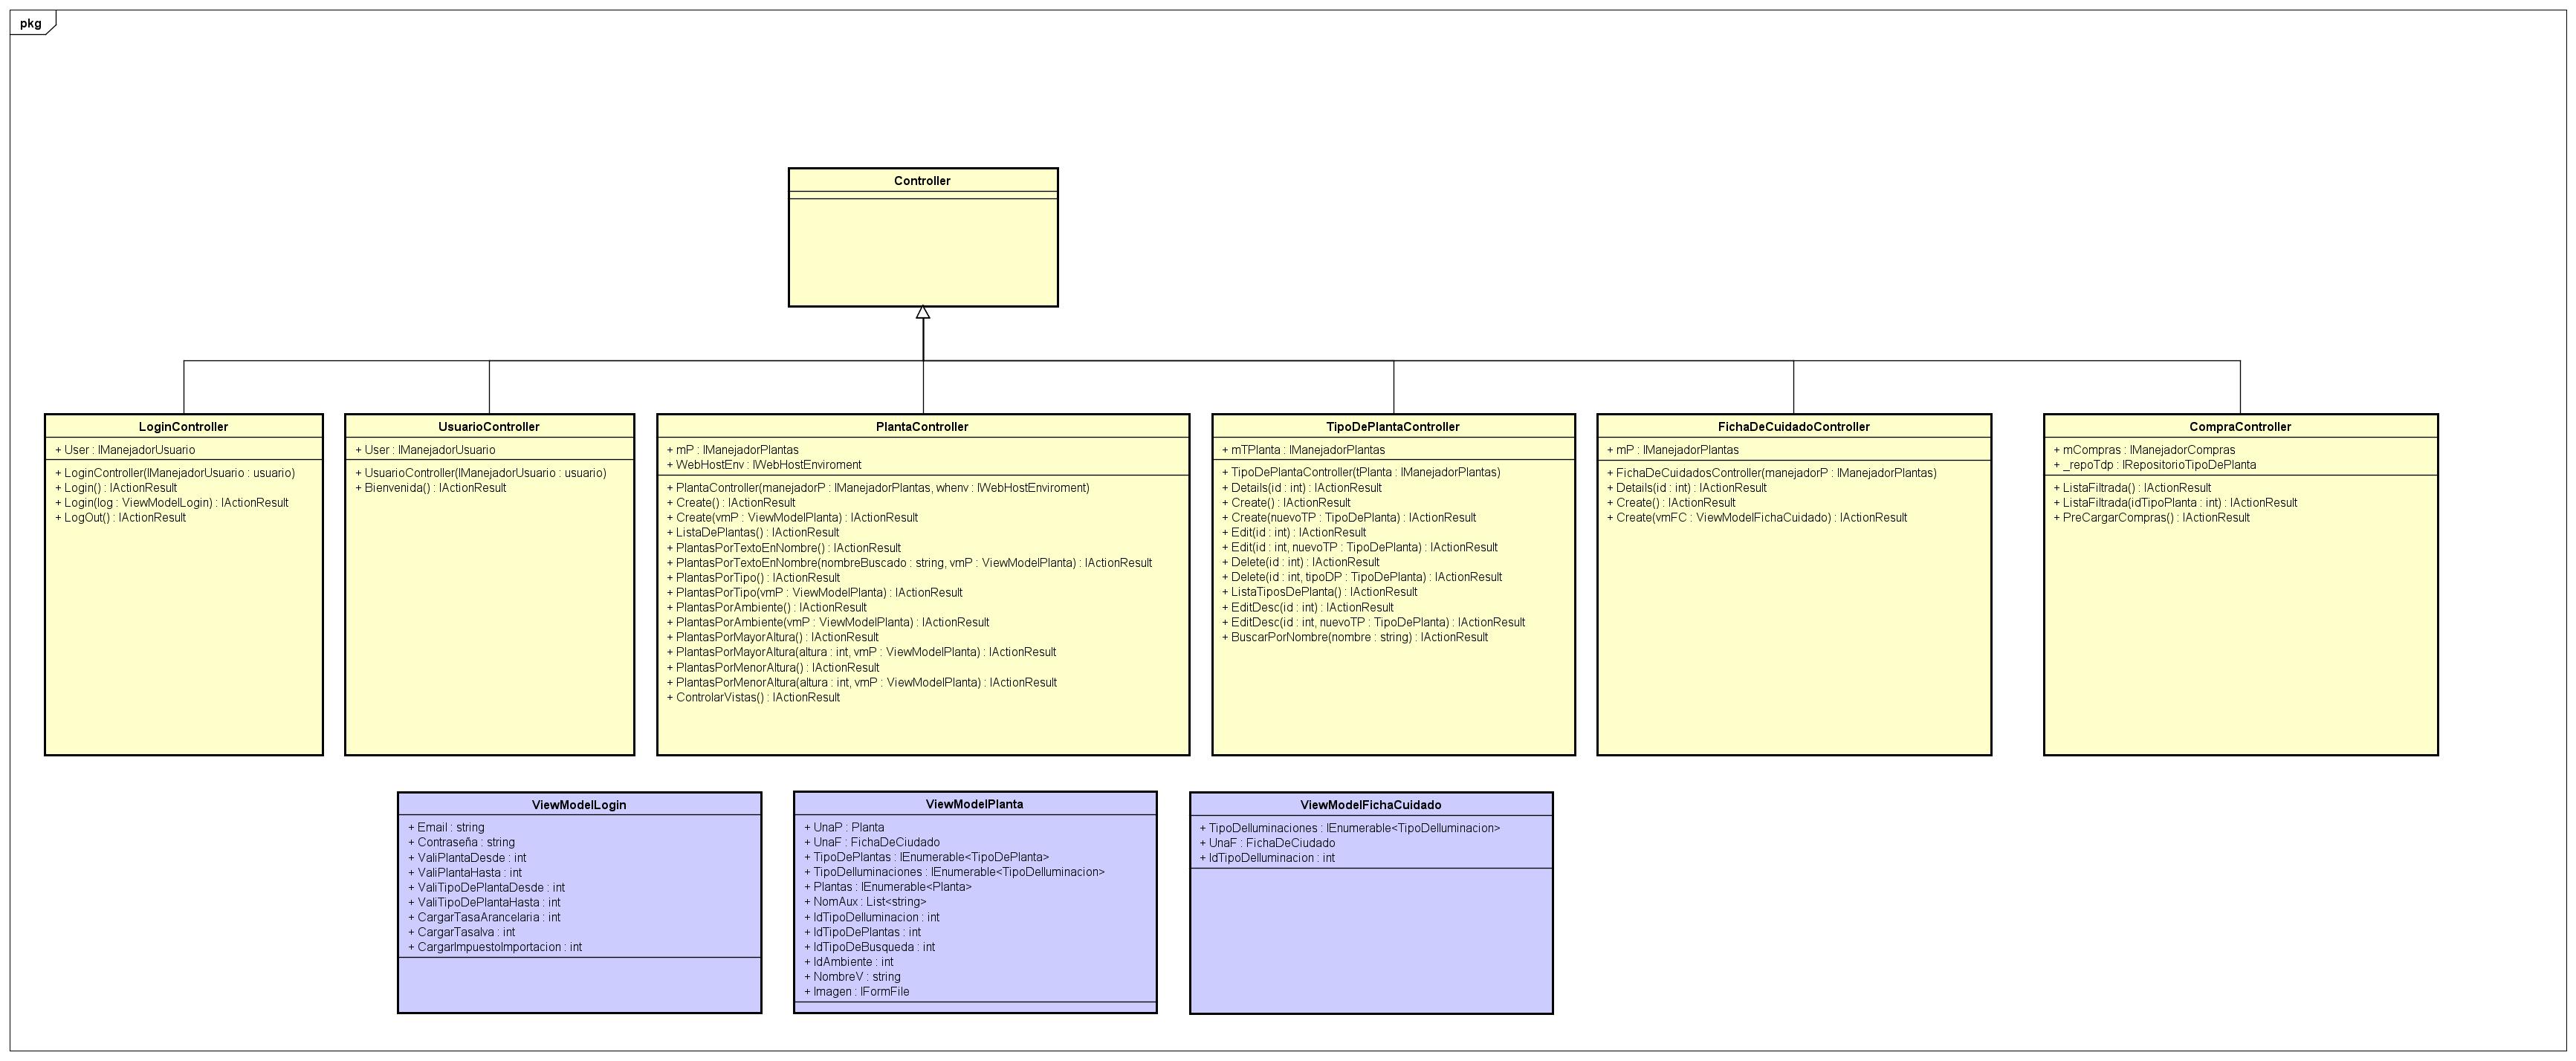 pkg
Controller
LoginController
+ User : IManejadorUsuario
+ LoginController(IManejadorUsuario : usuario)
+ Login() : IActionResult
+ Login(log : ViewModelLogin) : IActionResult
+ LogOut() : IActionResult
UsuarioController
+ User : IManejadorUsuario
+ UsuarioController(IManejadorUsuario : usuario)
+ Bienvenida() : IActionResult
PlantaController
+ mP : IManejadorPlantas
+ WebHostEnv : IWebHostEnviroment
+ PlantaController(manejadorP : IManejadorPlantas, whenv : IWebHostEnviroment)
+ Create() : IActionResult
+ Create(vmP : ViewModelPlanta) : IActionResult
+ ListaDePlantas() : IActionResult
+ PlantasPorTextoEnNombre() : IActionResult
+ PlantasPorTextoEnNombre(nombreBuscado : string, vmP : ViewModelPlanta) : IActionResult
+ PlantasPorTipo() : IActionResult
+ PlantasPorTipo(vmP : ViewModelPlanta) : IActionResult
+ PlantasPorAmbiente() : IActionResult
+ PlantasPorAmbiente(vmP : ViewModelPlanta) : IActionResult
+ PlantasPorMayorAltura() : IActionResult
+ PlantasPorMayorAltura(altura : int, vmP : ViewModelPlanta) : IActionResult
+ PlantasPorMenorAltura() : IActionResult
+ PlantasPorMenorAltura(altura : int, vmP : ViewModelPlanta) : IActionResult
+ ControlarVistas() : IActionResult
TipoDePlantaController
+ mTPlanta : IManejadorPlantas
+ TipoDePlantaController(tPlanta : IManejadorPlantas)
+ Details(id : int) : IActionResult
+ Create() : IActionResult
+ Create(nuevoTP : TipoDePlanta) : IActionResult
+ Edit(id : int) : IActionResult
+ Edit(id : int, nuevoTP : TipoDePlanta) : IActionResult
+ Delete(id : int) : IActionResult
+ Delete(id : int, tipoDP : TipoDePlanta) : IActionResult
+ ListaTiposDePlanta() : IActionResult
+ EditDesc(id : int) : IActionResult
+ EditDesc(id : int, nuevoTP : TipoDePlanta) : IActionResult
+ BuscarPorNombre(nombre : string) : IActionResult
FichaDeCuidadoController
+ mP : IManejadorPlantas
+ FichaDeCuidadosController(manejadorP : IManejadorPlantas)
+ Details(id : int) : IActionResult
+ Create() : IActionResult
+ Create(vmFC : ViewModelFichaCuidado) : IActionResult
CompraController
+ mCompras : IManejadorCompras
+ _repoTdp : IRepositorioTipoDePlanta
+ ListaFiltrada() : IActionResult
+ ListaFiltrada(idTipoPlanta : int) : IActionResult
+ PreCargarCompras() : IActionResult
ViewModelLogin
+ Email : string
+ Contraseña : string
+ ValiPlantaDesde : int
+ ValiPlantaHasta : int
+ ValiTipoDePlantaDesde : int
+ ValiTipoDePlantaHasta : int
+ CargarTasaArancelaria : int
+ CargarTasaIva : int
+ CargarImpuestoImportacion : int
ViewModelPlanta
+ UnaP : Planta
+ UnaF : FichaDeCiudado
+ TipoDePlantas : IEnumerable<TipoDePlanta>
+ TipoDeIluminaciones : IEnumerable<TipoDeIluminacion>
+ Plantas : IEnumerable<Planta>
+ NomAux : List<string>
+ IdTipoDeIluminacion : int
+ IdTipoDePlantas : int
+ IdTipoDeBusqueda : int
+ IdAmbiente : int
+ NombreV : string
+ Imagen : IFormFile
ViewModelFichaCuidado
+ TipoDeIluminaciones : IEnumerable<TipoDeIluminacion>
+ UnaF : FichaDeCiudado
+ IdTipoDeIluminacion : int